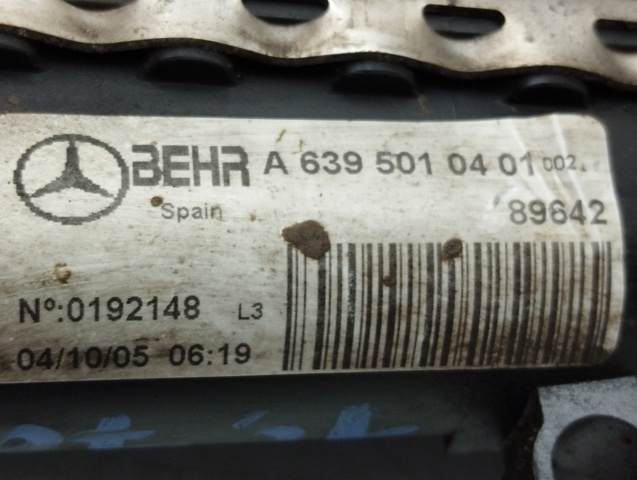 BEHR A 639 501 04 01 002
Spain 89642
Nº:0192148 L3
04/10/05 06:19